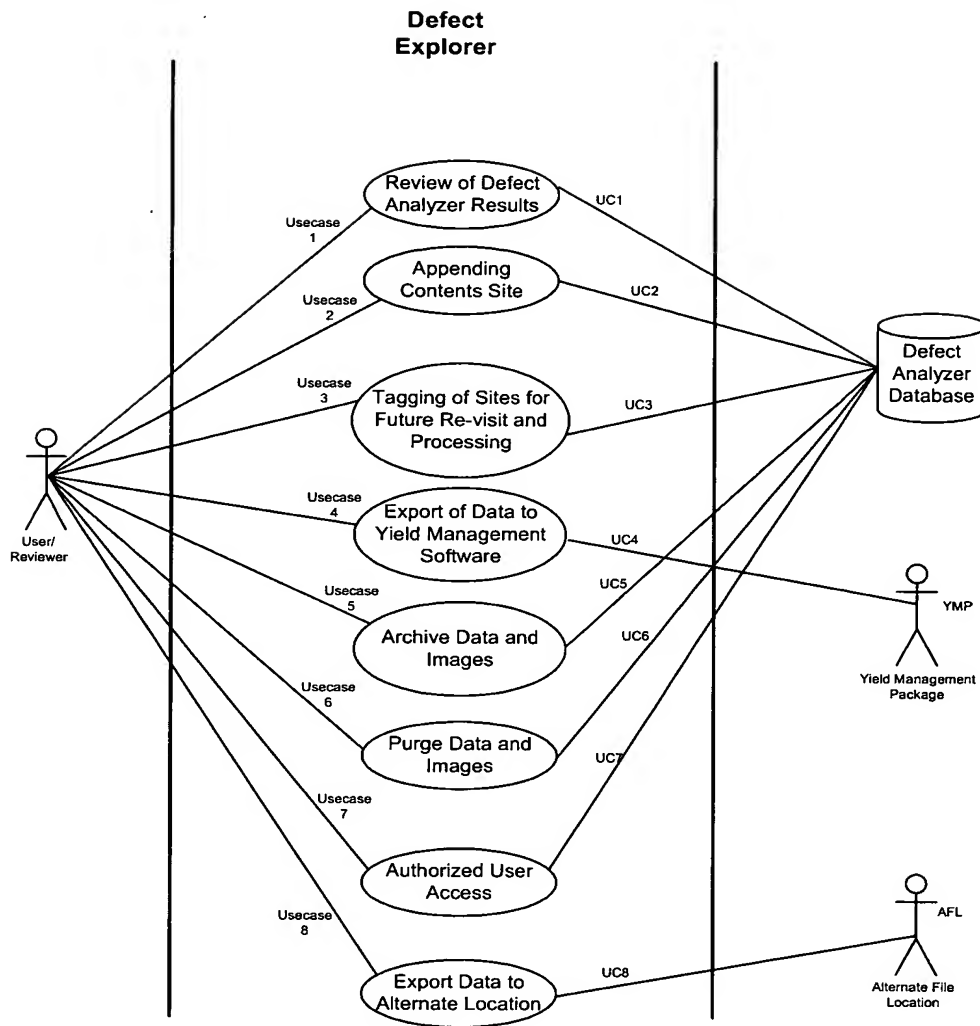 Defect
Explorer
Review of Defect
Analyzer Results
UC1
Usecase
1
Appending
Contents Site
UC2
Usecase
2
Defect
Analyzer
Database
Usecase
3
Tagging of Sites for
Future Re-visit and
Processing
UC3
User/
Reviewer
Usecase
4
Export of Data to
Yield Management
Software
UC4
Usecase
5
UC5
YMP
Yield Management
Package
Archive Data and
Images
UC6
Usecase
6
Purge Data and
Images
UC7
Usecase
7
Authorized User
Access
Usecase
8
AFL
Alternate File
Location
Export Data to
Alternate Location
UC8